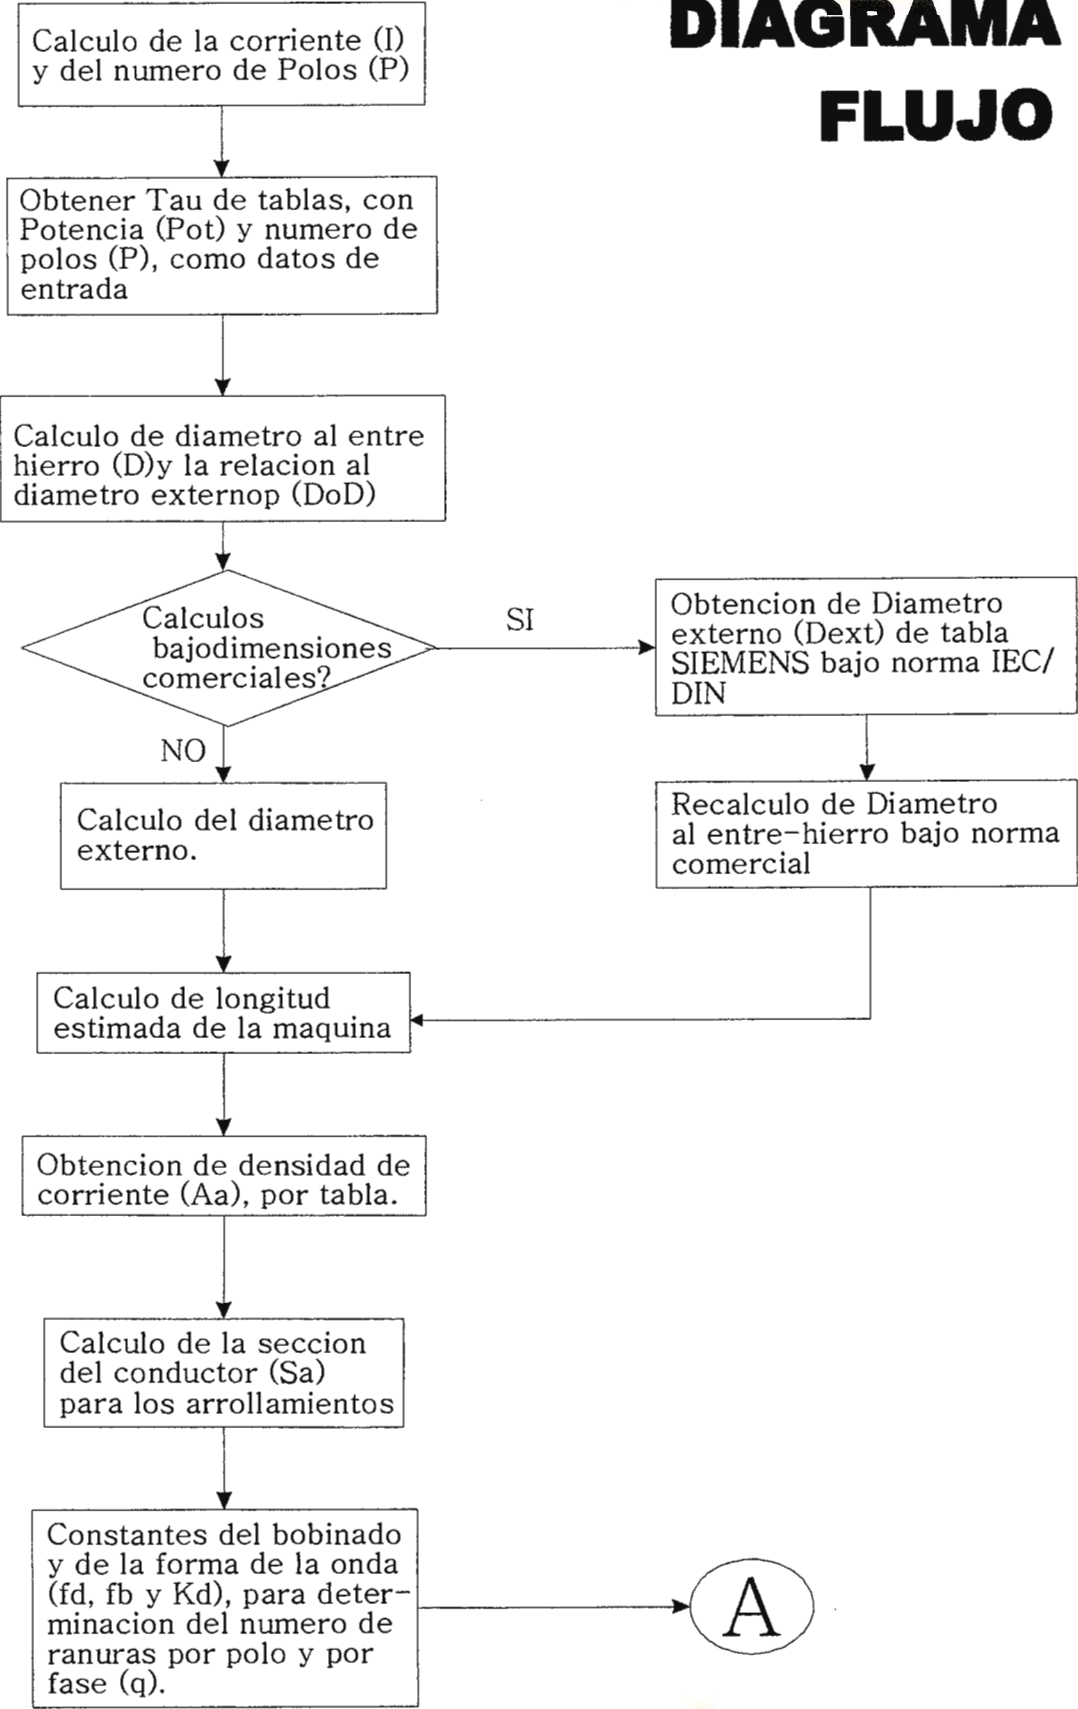 DIAGRAMA
FLUJO
Calculo de la corriente (I)
y del numero de Polos (P)
Obtener Tau de tablas, con
Potencia (Pot) y numero de
polos (P), como datos de
entrada
Calculo de diametro al entre
hierro (D)y la relacion al
diametro externop (DoD)
Calculos
bajodimensiones
comerciales?
SI
Obtencion de Diametro
externo (Dext) de tabla
SIEMENS bajo norma IEC/
DIN
NO
Recalculo de Diametro
al entre-hierro bajo norma
comercial
Calculo del diametro
externo.
Calculo de longitud
estimada de la maquina
Obtencion de densidad de
corriente (Aa), por tabla.
Calculo de la seccion
del conductor (Sa)
para los arrollamientos
Constantes del bobinado
y de la forma de la onda
(fd, fb y Kd), para deter-
minacion del numero de
ranuras por polo y por
fase (q).
A